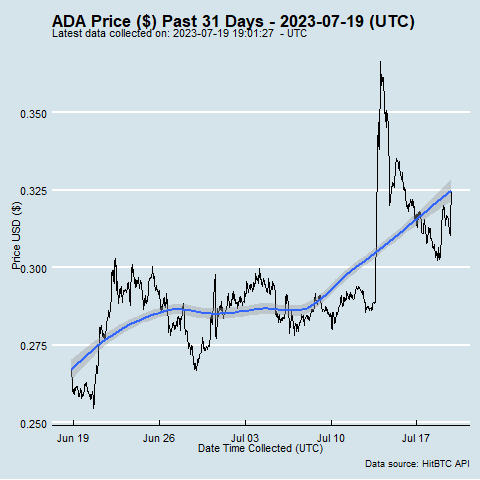 ADA Price ($) Past 31 Days - 2023-07-19 (UTC)
Latest data collected on: 2023-07-19 19:01:27  - UTC
0.350
0.325
0.300
0.275
0.250
Price USD ($)
Jun 19 Jun 26 Jul 03 Jul 10 Jul 17
Date Time Collected (UTC)
Data source: HitBTC API